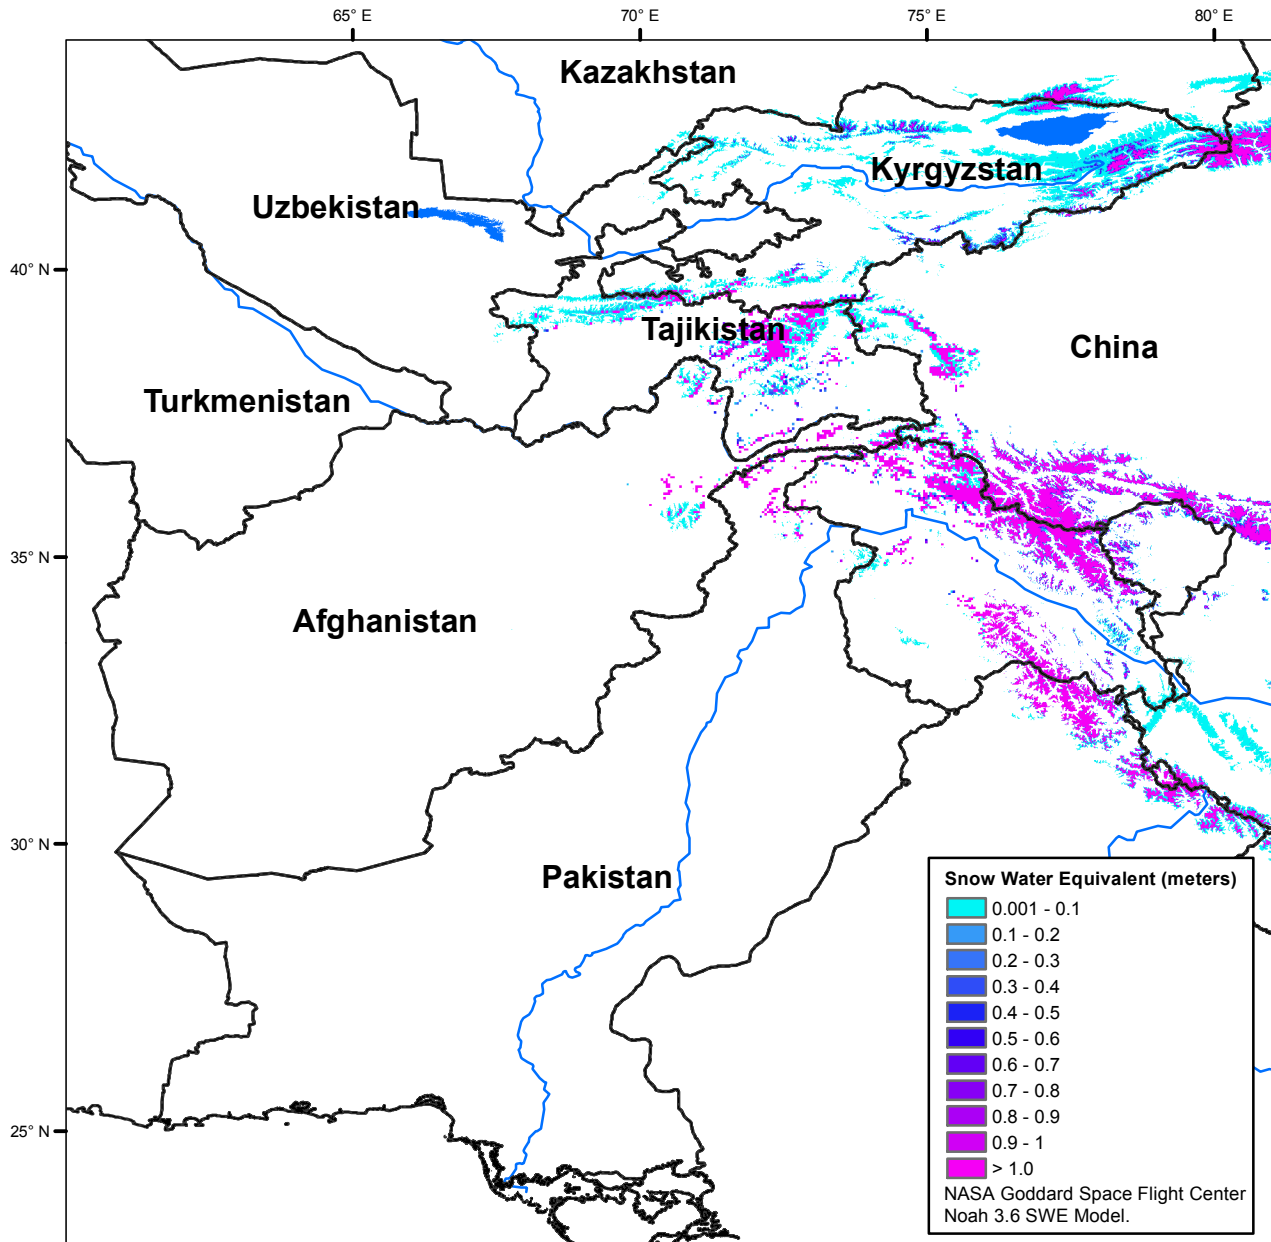 65° E
70° E
75° E
80° E
Kazakhstan
Kyrgyzstan
Uzbekistan
40° N
Tajikistan
China
Turkmenistan
35° N
Afghanistan
30° N
Pakistan
25° N
Snow Water Equivalent (meters)
0.001 - 0.1
0.1 - 0.2
0.2 - 0.3
0.3 - 0.4
0.4 - 0.5
0.5 - 0.6
0.6 - 0.7
0.7 - 0.8
0.8 - 0.9
0.9 - 1
> 1.0
NASA Goddard Space Flight Center
Noah 3.6 SWE Model.